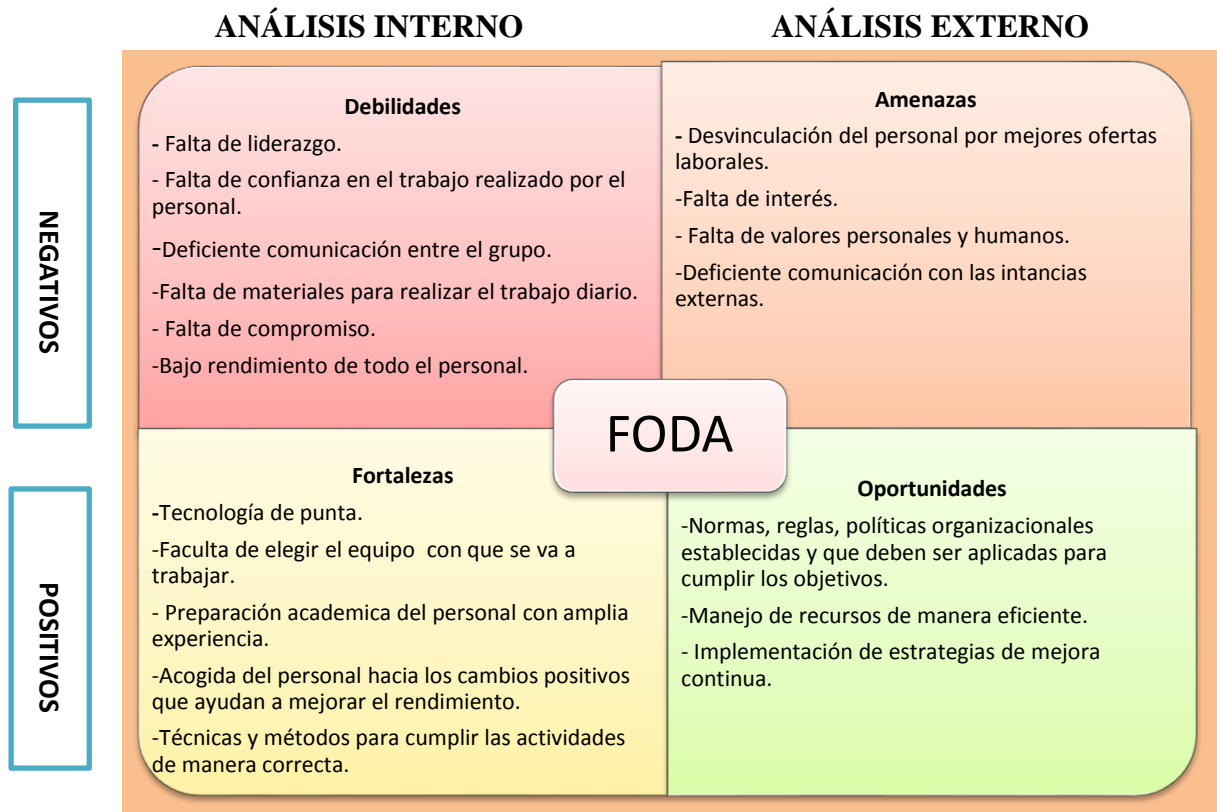 ANÁLISIS INTERNO
ANÁLISIS EXTERNO
NEGATIVOS
Debilidades
- Falta de liderazgo.
- Falta de confianza en el trabajo realizado por el
personal.
-Deficiente comunicación entre el grupo.
-Falta de materiales para realizar el trabajo diario.
- Falta de compromiso.
-Bajo rendimiento de todo el personal.
Amenazas
- Desvinculación del personal por mejores ofertas
laborales.
-Falta de interés.
- Falta de valores personales y humanos.
-Deficiente comunicación con las intancias
externas.
FODA
POSITIVOS
Fortalezas
-Tecnología de punta.
-Faculta de elegir el equipo con que se va a
trabajar.
- Preparación academica del personal con amplia
experiencia.
-Acogida del personal hacia los cambios positivos
que ayudan a mejorar el rendimiento.
-Técnicas y métodos para cumplir las actividades
de manera correcta.
Oportunidades
-Normas, reglas, políticas organizacionales
establecidas y que deben ser aplicadas para
cumplir los objetivos.
-Manejo de recursos de manera eficiente.
- Implementación de estrategias de mejora
continua.